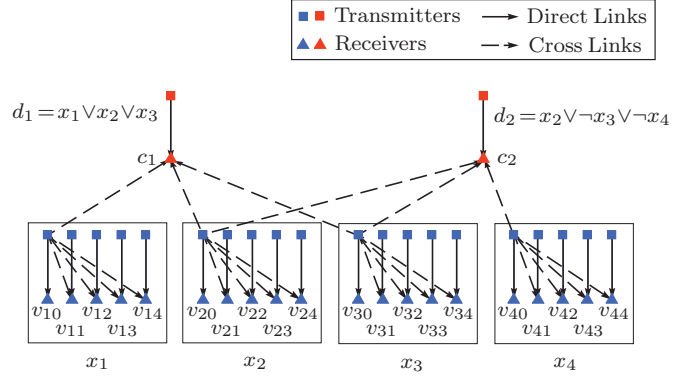 Transmitters Direct Links
Receivers Cross Links
d₁=x₁∨x₂∨x₃ d₂=x₂∨¬x₃∨¬x₄
c₁ c₂
v₁₀ v₁₂ v₁₄ v₂₀ v₂₂ v₂₄ v₃₀ v₃₂ v₃₄ v₄₀ v₄₂ v₄₄
v₁₁ v₁₃ v₂₁ v₂₃ v₃₁ v₃₃ v₄₁ v₄₃
x₁ x₂ x₃ x₄